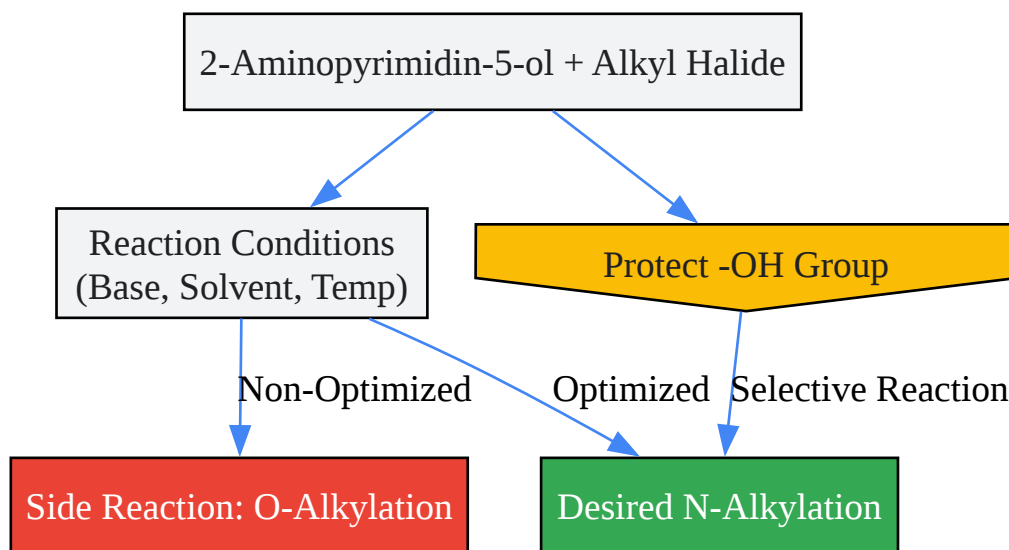 2-Aminopyrimidin-5-ol + Alkyl Halide
Reaction Conditions
(Base, Solvent, Temp)
Protect -OH Group
Non-Optimized
Optimized
Selective Reaction
Side Reaction: O-Alkylation
Desired N-Alkylation